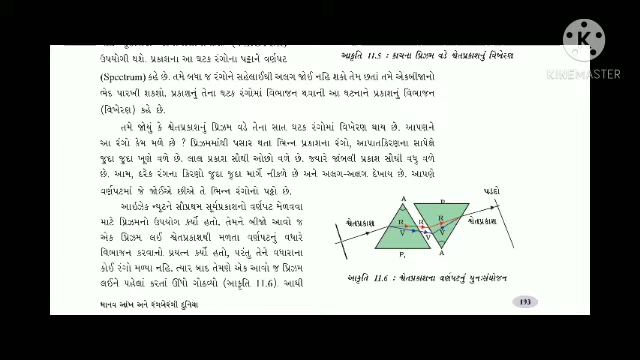 ઉપયોગી થશે. પ્રકાશના આ ઘટક રંગોના પટ્ટાને વર્ણપટ
(Spectrum) કહે છે. તમે બધા જ રંગોને સહેલાઈથી અલગ જોઈ નહિ શકો તેમ છતાં તમે એકબીજાનો
ભેદ પારખી શકશો. પ્રકાશનું તેના ઘટક રંગોમાં વિભાજન થવાની આ ઘટનાને પ્રકાશનું વિભાજન
(વિખેરણ) કહે છે.
આકૃતિ 11.5 : કાચના પ્રિઝમ વડે શ્વેતપ્રકાશનું વિખેરણ
KINEMASTER
તમે જોયું કે શ્વેતપ્રકાશનું પ્રિઝમ વડે તેના સાત ઘટક રંગોમાં વિખેરણ થાય છે. આપણને
આ રંગો કેમ મળે છે ? પ્રિઝમમાંથી પસાર થતા ભિન્ન પ્રકાશના રંગો, આપાતકિરણના સાપેક્ષે
જુદા જુદા ખૂણે વળે છે. લાલ પ્રકાશ સૌથી ઓછો વળે છે. જ્યારે જાંબલી પ્રકાશ સૌથી વધુ વળે
છે. આમ, દરેક રંગના કિરણો જુદા જુદા માર્ગે નીકળે છે અને અલગ-અલગ દેખાય છે. આપણે
વર્ણપટમાં જે જોઈએ છીએ તે ભિન્ન રંગોનો પટ્ટો છે.
આઇઝેક ન્યૂટને સૌપ્રથમ સૂર્યપ્રકાશનો વર્ણપટ મેળવવા
માટે પ્રિઝમનો ઉપયોગ કર્યો હતો. તેમને બીજો આવો જ
એક પ્રિઝમ લઈ શ્વેતપ્રકાશથી મળતા વર્ણપટનું વધારે
વિભાજન કરવાનો પ્રયત્ન કર્યો હતો, પરંતુ તેને વધારાના
કોઈ રંગો મળ્યા નહિ. ત્યાર બાદ તેમણે એક આવો જ પ્રિઝમ
લઈને પહેલાં કરતાં ઊંધો ગોઠવ્યો (આકૃતિ 11.6). આથી
પડદો
A
P
શ્વેતપ્રકાશ
R
V
R
V
R
V
શ્વેતપ્રકાશ
P
A
આકૃતિ 11.6 : શ્વેતપ્રકાશના વર્ણપટનું પુનઃસંયોજન
માનવ આંખ અને રંગબેરંગી દુનિયા
193